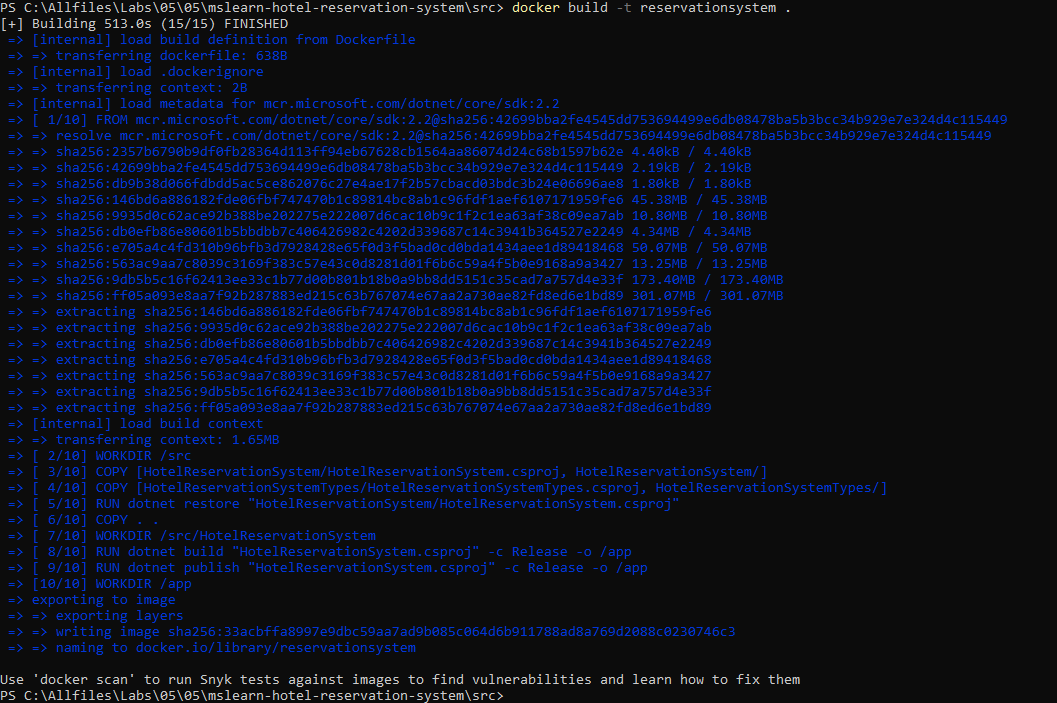 PS C:\Allfiles\Labs\05\05\mslearn-hotel-reservation-system\src> docker build -t reservationsystem .
[+] Building 513.0s (15/15) FINISHED
=> [internal] load build definition from Dockerfile
=> => transferring dockerfile: 638B
=> [internal] load .dockerignore
=> => transferring context: 2B
=> [internal] load metadata for mcr.microsoft.com/dotnet/core/sdk:2.2
=> [ 1/10] FROM mcr.microsoft.com/dotnet/core/sdk:2.2@sha256:42699bba2fe4545dd753694499e6db08478ba5b3bcc34b929e7e324d4c115449
=> => resolve mcr.microsoft.com/dotnet/core/sdk:2.2@sha256:42699bba2fe4545dd753694499e6db08478ba5b3bcc34b929e7e324d4c115449
=> => sha256:2357b6790b9df0fb28364d113ff94eb67628cb1564aa86074d24c68b1597b62e 4.40kB / 4.40kB
=> => sha256:42699bba2fe4545dd753694499e6db08478ba5b3bcc34b929e7e324d4c115449 2.19kB / 2.19kB
=> => sha256:db9b38d066fdbdd5ac5ce862076c27e4ae17f2b57cbacd03bdc3b24e06696ae8 1.80kB / 1.80kB
=> => sha256:146bd6a886182fde06fbf747470b1c89814bc8ab1c96fdf1aef6107171959fe6 45.38MB / 45.38MB
=> => sha256:9935d0c62ace92b388be202275e222007d6cac10b9c1f2c1ea63af38c09ea7ab 10.80MB / 10.80MB
=> => sha256:db0efb86e80601b5bbdbb7c406426982c4202d339687c14c3941b364527e2249 4.34MB / 4.34MB
=> => sha256:e705a4c4fd310b96bfb3d7928428e65f0d3f5bad0cd0bda1434aee1d89418468 50.07MB / 50.07MB
=> => sha256:563ac9aa7c8039c3169f383c57e43c0d8281d01f6b6c59a4f5b0e9168a9a3427 13.25MB / 13.25MB
=> => sha256:9db5b5c16f62413ee33c1b77d00b801b18b0a9bb8dd5151c35cad7a757d4e33f 173.40MB / 173.40MB
=> => sha256:ff05a093e8aa7f92b287883ed215c63b767074e67aa2a730ae82fd8ed6e1bd89 301.07MB / 301.07MB
=> => extracting sha256:146bd6a886182fde06fbf747470b1c89814bc8ab1c96fdf1aef6107171959fe6
=> => extracting sha256:9935d0c62ace92b388be202275e222007d6cac10b9c1f2c1ea63af38c09ea7ab
=> => extracting sha256:db0efb86e80601b5bbdbb7c406426982c4202d339687c14c3941b364527e2249
=> => extracting sha256:e705a4c4fd310b96bfb3d7928428e65f0d3f5bad0cd0bda1434aee1d89418468
=> => extracting sha256:563ac9aa7c8039c3169f383c57e43c0d8281d01f6b6c59a4f5b0e9168a9a3427
=> => extracting sha256:9db5b5c16f62413ee33c1b77d00b801b18b0a9bb8dd5151c35cad7a757d4e33f
=> => extracting sha256:ff05a093e8aa7f92b287883ed215c63b767074e67aa2a730ae82fd8ed6e1bd89
=> [internal] load build context
=> => transferring context: 1.65MB
=> [ 2/10] WORKDIR /src
=> [ 3/10] COPY [HotelReservationSystem/HotelReservationSystem.csproj, HotelReservationSystem/]
=> [ 4/10] COPY [HotelReservationSystemTypes/HotelReservationSystemTypes.csproj, HotelReservationSystemTypes/]
=> [ 5/10] RUN dotnet restore "HotelReservationSystem/HotelReservationSystem.csproj"
=> [ 6/10] COPY . .
=> [ 7/10] WORKDIR /src/HotelReservationSystem
=> [ 8/10] RUN dotnet build "HotelReservationSystem.csproj" -c Release -o /app
=> [ 9/10] RUN dotnet publish "HotelReservationSystem.csproj" -c Release -o /app
=> [10/10] WORKDIR /app
=> exporting to image
=> => exporting layers
=> => writing image sha256:33acbffa8997e9dbc59aa7ad9b085c064d6b911788ad8a769d2088c0230746c3
=> => naming to docker.io/library/reservationsystem
Use 'docker scan' to run Snyk tests against images to find vulnerabilities and learn how to fix them
PS C:\Allfiles\Labs\05\05\mslearn-hotel-reservation-system\src>